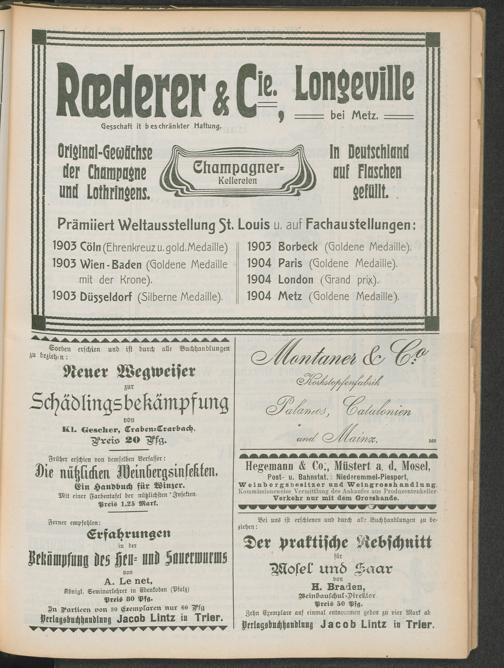 Rœderer & Cie., Longeville
bei Metz.
Gesschaft it beschränkter Haftung.
Original-Gewächse
der Champagne
und Lothringens.
Champagner-
Kellereien
In Deutschland
auf Flaschen
gefüllt.
Prämiiert Weltausstellung St. Louis u. auf Fachaustellungen:
1903 Cöln (Ehrenkreuz u. gold. Medaille)
1903 Wien-Baden (Goldene Medaille
mit der Krone).
1903 Düsseldorf (Silberne Medaille).
1903 Borbeck (Goldene Medaille).
1904 Paris (Goldene Medaille).
1904 London (Grand prix).
1904 Metz (Goldene Medaille).
Soeben erschien und ist durch alle Buchhandlungen
zu beziehen:
Neuer Wegweiser
zur
Schädlingsbekämpfung
von
Kl. Gescher, Traben-Trarbach.
Preis 20 Pfg.
Früher erschien von demselben Verfasser:
Die nützlichen Weinbergsinsekten.
Ein Handbuch für Winzer.
Mit einer Farbentafel der nützlichsten Insekten.
Preis 1,25 Mark.
Ferner empfohlen:
Erfahrungen
in der
Bekämpfung des Heu- und Sauerwurms
von
A. Le net,
Königl. Seminarlehrer in Edenkoben (Pfalz)
Preis 80 Pfg.
In Partieen von 20 Exemplaren nur 60 Pfg
Verlagsbuchhandlung Jacob Lintz in Trier.
Montaner & Co.
Korkstopfenfabrik
Palamos, Catalonien
und Mainz.
Hegemann & Co., Müstert a. d. Mosel,
Post- u. Bahnstat.: Niederemmel-Piesport,
Weinbergsbesitzer und Weingrosshandlung.
Kommissionsweise Vermittlung des Ankaufes aus Produzentenkeller
Verkehr nur mit dem Grosshande.
Bei uns ist erschienen und durch alle Buchhandlungen zu be-
ziehen:
Der praktische Rebschnitt
für
Mosel und Saar
von
H. Braden,
Weinbauschul-Direktor.
Preis 50 Pfg.
Zehn Exemplare auf einmal entnommen geden zu vier Mark ab
Verlagsbuchhandlung Jacob Lintz in Trier.